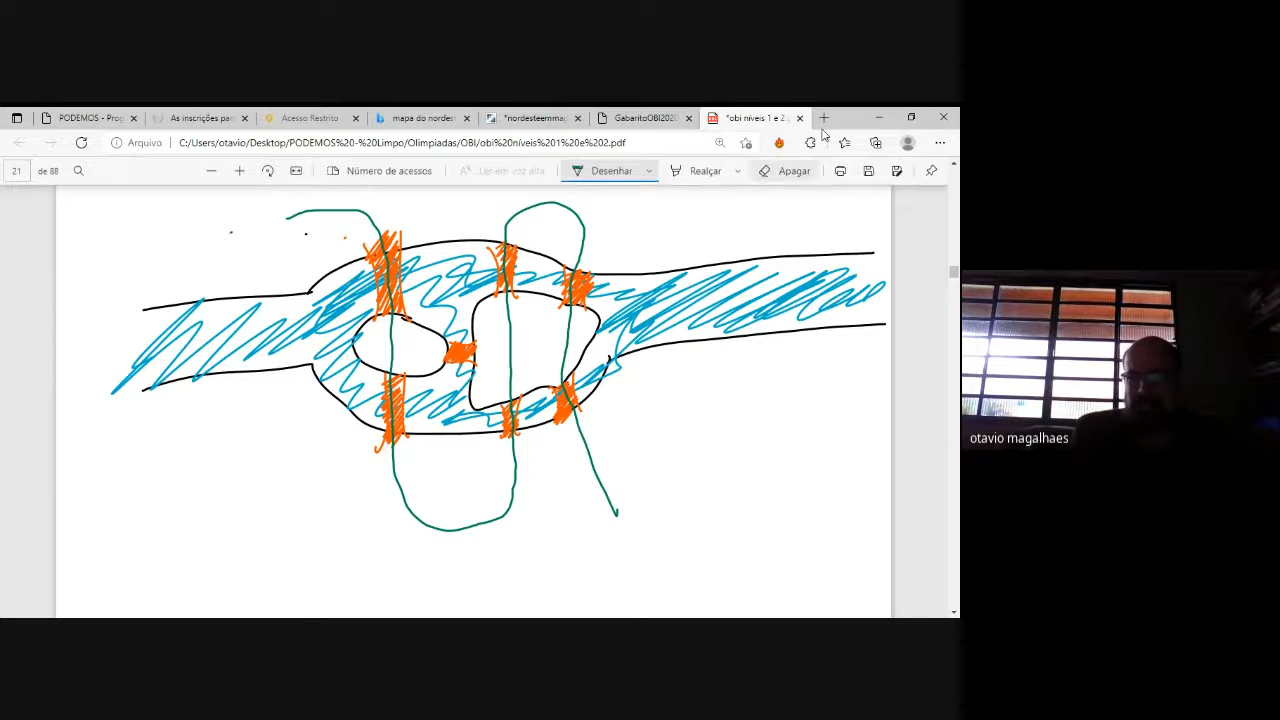 PODEMOS - Prog
As inscrições par
Acesso Restrito
mapa do nordest
*nordesteemmap
GabaritoOBI2020
*obi níveis 1 e 2.
Arquivo
C:/Users/otavio/Desktop/PODEMOS%20-%20Limpo/Olimpiadas/OBI/obi%20níveis%201%20e%202.pdf
21 de 88
Número de acessos
Ler em voz alta
Desenhar
Realçar
Apagar
otavio magalhaes